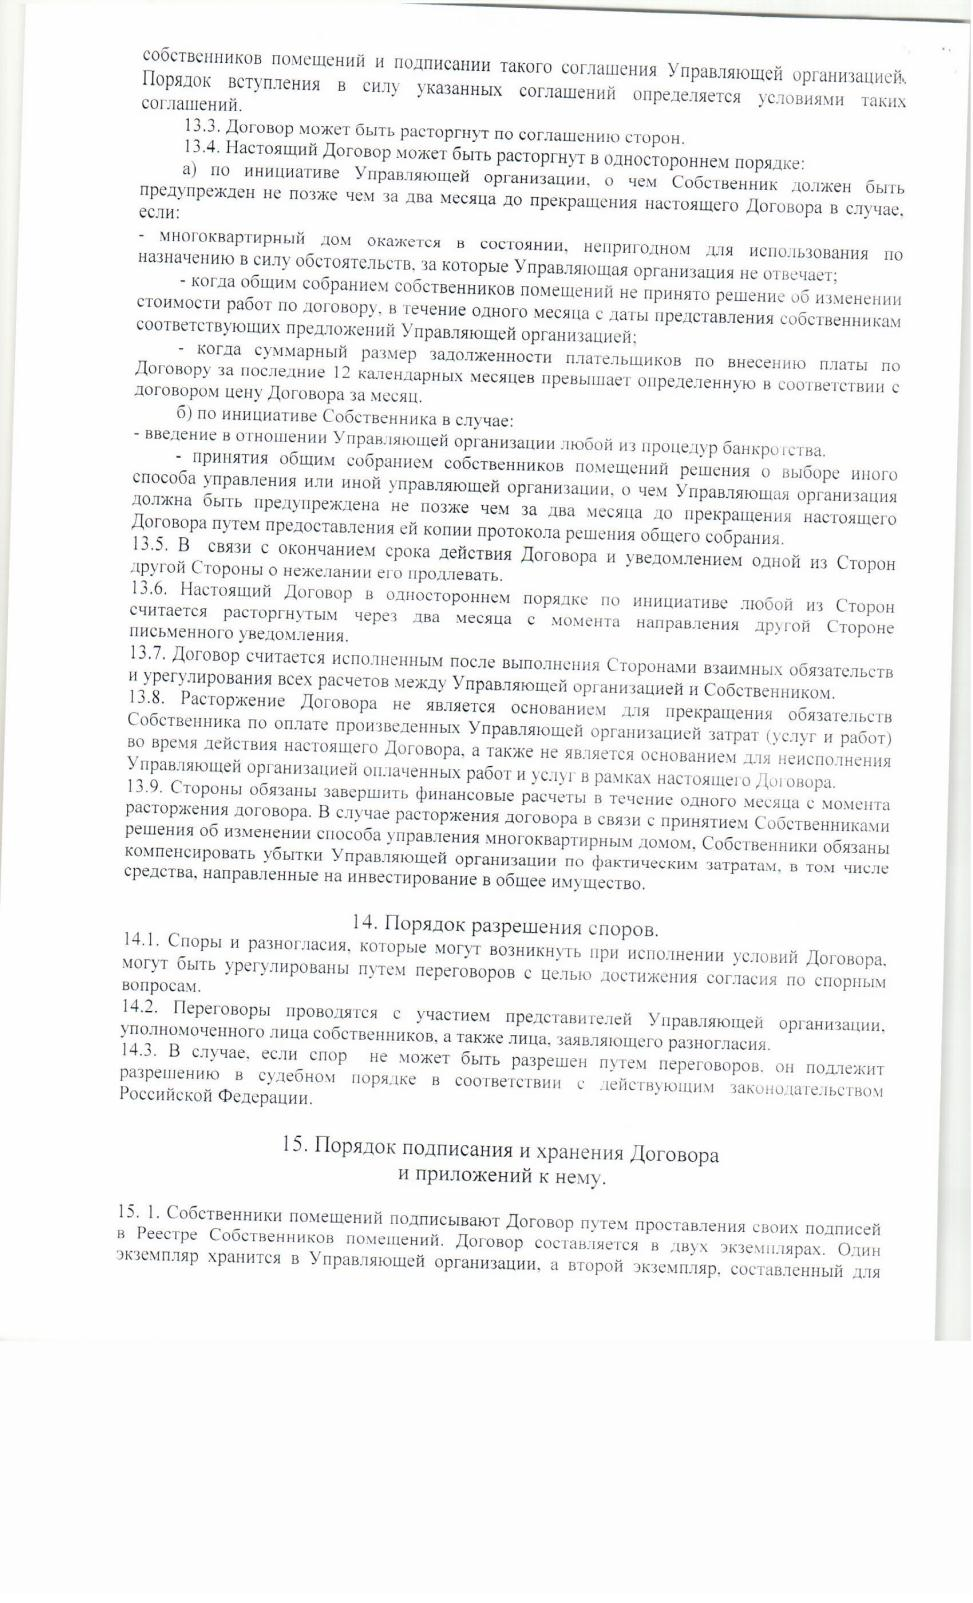 собственников помещений и подписании такого соглашения Управляющей организацией.
Порядок вступления в силу указанных соглашений определяется условиями таких
соглашений.
13.3. Договор может быть расторгнут по соглашению сторон.
13.4. Настоящий Договор может быть расторгнут в одностороннем порядке:
а) по инициативе Управляющей организации, о чем Собственник должен быть
предупрежден не позже чем за два месяца до прекращения настоящего Договора в случае,
если:
- многоквартирный дом окажется в состоянии, непригодном для использования по
назначению в силу обстоятельств, за которые Управляющая организация не отвечает;
- когда общим собранием собственников помещений не принято решение об изменении
стоимости работ по договору, в течение одного месяца с даты представления собственникам
соответствующих предложений Управляющей организацией;
- когда суммарный размер задолженности плательщиков по внесению платы по
Договору за последние 12 календарных месяцев превышает определенную в соответствии с
договором цену Договора за месяц.
б) по инициативе Собственника в случае:
- введение в отношении Управляющей организации любой из процедур банкротства.
- принятия общим собранием собственников помещений решения о выборе иного
способа управления или иной управляющей организации, о чем Управляющая организация
должна быть предупреждена не позже чем за два месяца до прекращения настоящего
Договора путем предоставления ей копии протокола решения общего собрания.
13.5. В связи с окончанием срока действия Договора и уведомлением одной из Сторон
другой Стороны о нежелании его продлевать.
13.6. Настоящий Договор в одностороннем порядке по инициативе любой из Сторон
считается расторгнутым через два месяца с момента направления другой Стороне
письменного уведомления.
13.7. Договор считается исполненным после выполнения Сторонами взаимных обязательств
и урегулирования всех расчетов между Управляющей организацией и Собственником.
13.8. Расторжение Договора не является основанием для прекращения обязательств
Собственника по оплате произведенных Управляющей организацией затрат (услуг и работ)
во время действия настоящего Договора, а также не является основанием для неисполнения
Управляющей организацией оплаченных работ и услуг в рамках настоящего Договора.
13.9. Стороны обязаны завершить финансовые расчеты в течение одного месяца с момента
расторжения договора. В случае расторжения договора в связи с принятием Собственниками
решения об изменении способа управления многоквартирным домом, Собственники обязаны
компенсировать убытки Управляющей организации по фактическим затратам, в том числе
средства, направленные на инвестирование в общее имущество.
14. Порядок разрешения споров.
14.1. Споры и разногласия, которые могут возникнуть при исполнении условий Договора,
могут быть урегулированы путем переговоров с целью достижения согласия по спорным
вопросам.
14.2. Переговоры проводятся с участием представителей Управляющей организации,
уполномоченного лица собственников, а также лица, заявляющего разногласия.
14.3. В случае, если спор не может быть разрешен путем переговоров, он подлежит
разрешению в судебном порядке в соответствии с действующим законодательством
Российской Федерации.
15. Порядок подписания и хранения Договора
и приложений к нему.
15. 1. Собственники помещений подписывают Договор путем проставления своих подписей
в Реестре Собственников помещений. Договор составляется в двух экземплярах. Один
экземпляр хранится в Управляющей организации, а второй экземпляр, составленный для